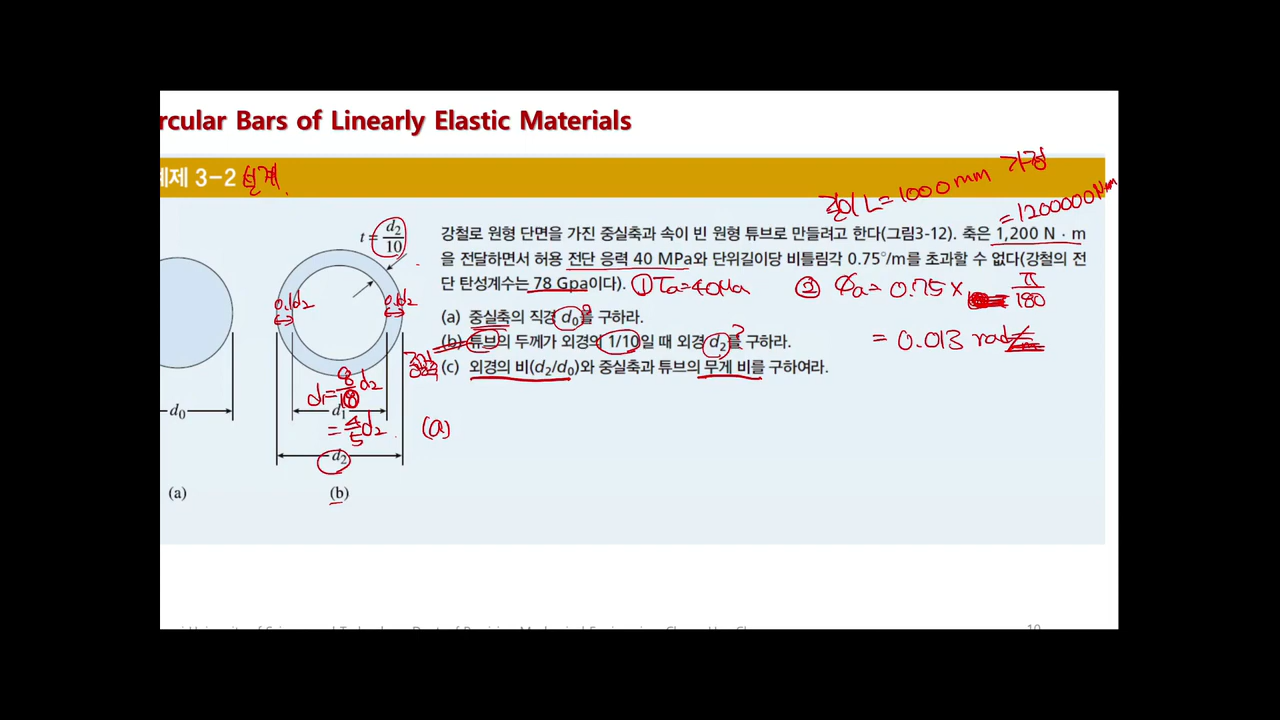 rcular Bars of Linearly Elastic Materials
예제 3-2 설계
길이 L = 1000mm 가정
= 1200000 N·mm
t = d2/10
강철로 원형 단면을 가진 중실축과 속이 빈 원형 튜브로 만들려고 한다(그림3-12). 축은 1,200 N · m
을 전달하면서 허용 전단 응력 40 MPa와 단위길이당 비틀림각 0.75°/m를 초과할 수 없다(강철의 전
단 탄성계수는 78 Gpa이다). ① τa = 40MPa ② φa = 0.75 × π/180
= 0.013 rad
(a) 중실축의 직경 d0를 구하라.
(b) 튜브의 두께가 외경의 1/10일 때 외경 d2를 구하라. ?
(c) 외경의 비(d2/d0)와 중실축과 튜브의 무게 비를 구하여라.
0.1d2 0.1d2
d1 = 8/10 d2
= 4/5 d2
(a)
d0 d1
d2
(a) (b)
10